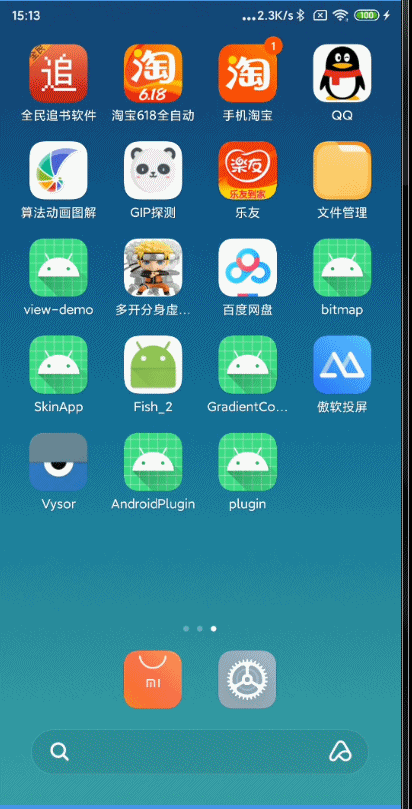 15:13
...2.3K/s
100
全民
追
淘
6.18
淘
1
全民追书软件
淘宝618全自动
手机淘宝
QQ
樂友
乐友到家
算法动画图解
GIP探测
乐友
文件管理
view-demo
多开分身虚...
百度网盘
bitmap
SkinApp
Fish_2
GradientCo...
傲软投屏
Vysor
AndroidPlugin
plugin
mi